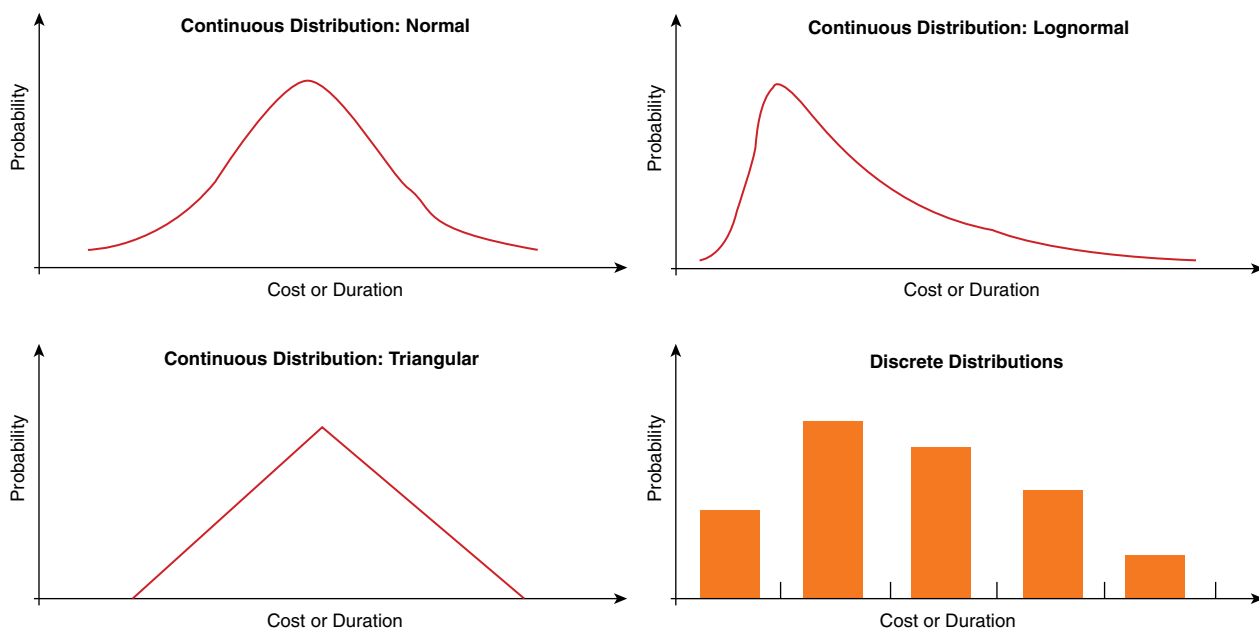 Continuous Distribution: Normal
Probability
Cost or Duration
Continuous Distribution: Lognormal
Probability
Cost or Duration
Continuous Distribution: Triangular
Probability
Cost or Duration
Discrete Distributions
Probability
Cost or Duration